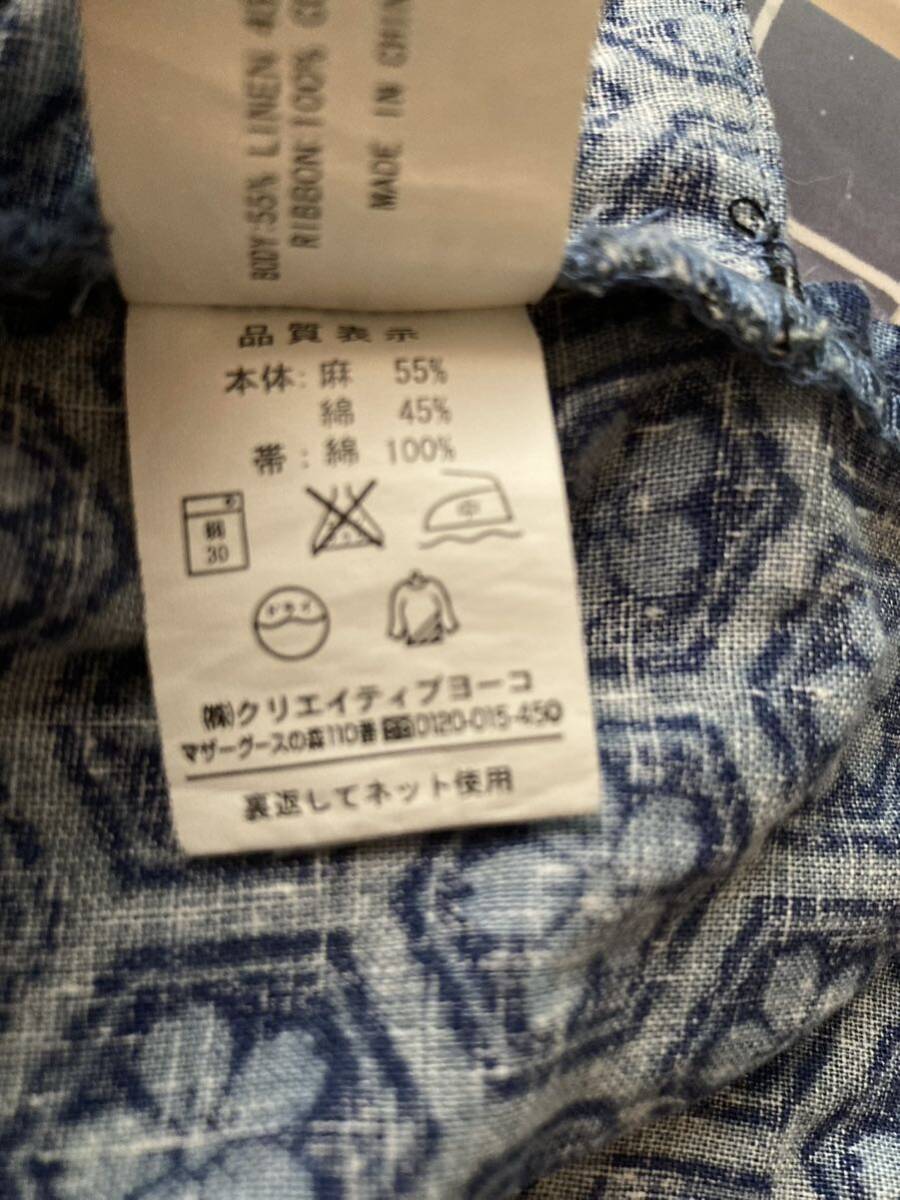 BODY:55% LINEN
RIBBON:100%
MADE IN
品質表示
本体:麻 55%
綿 45%
帯:綿 100%
30
中
ドライ
㈱クリエイティブヨーコ
マザーグースの森110番 0120-015-450
裏返してネット使用